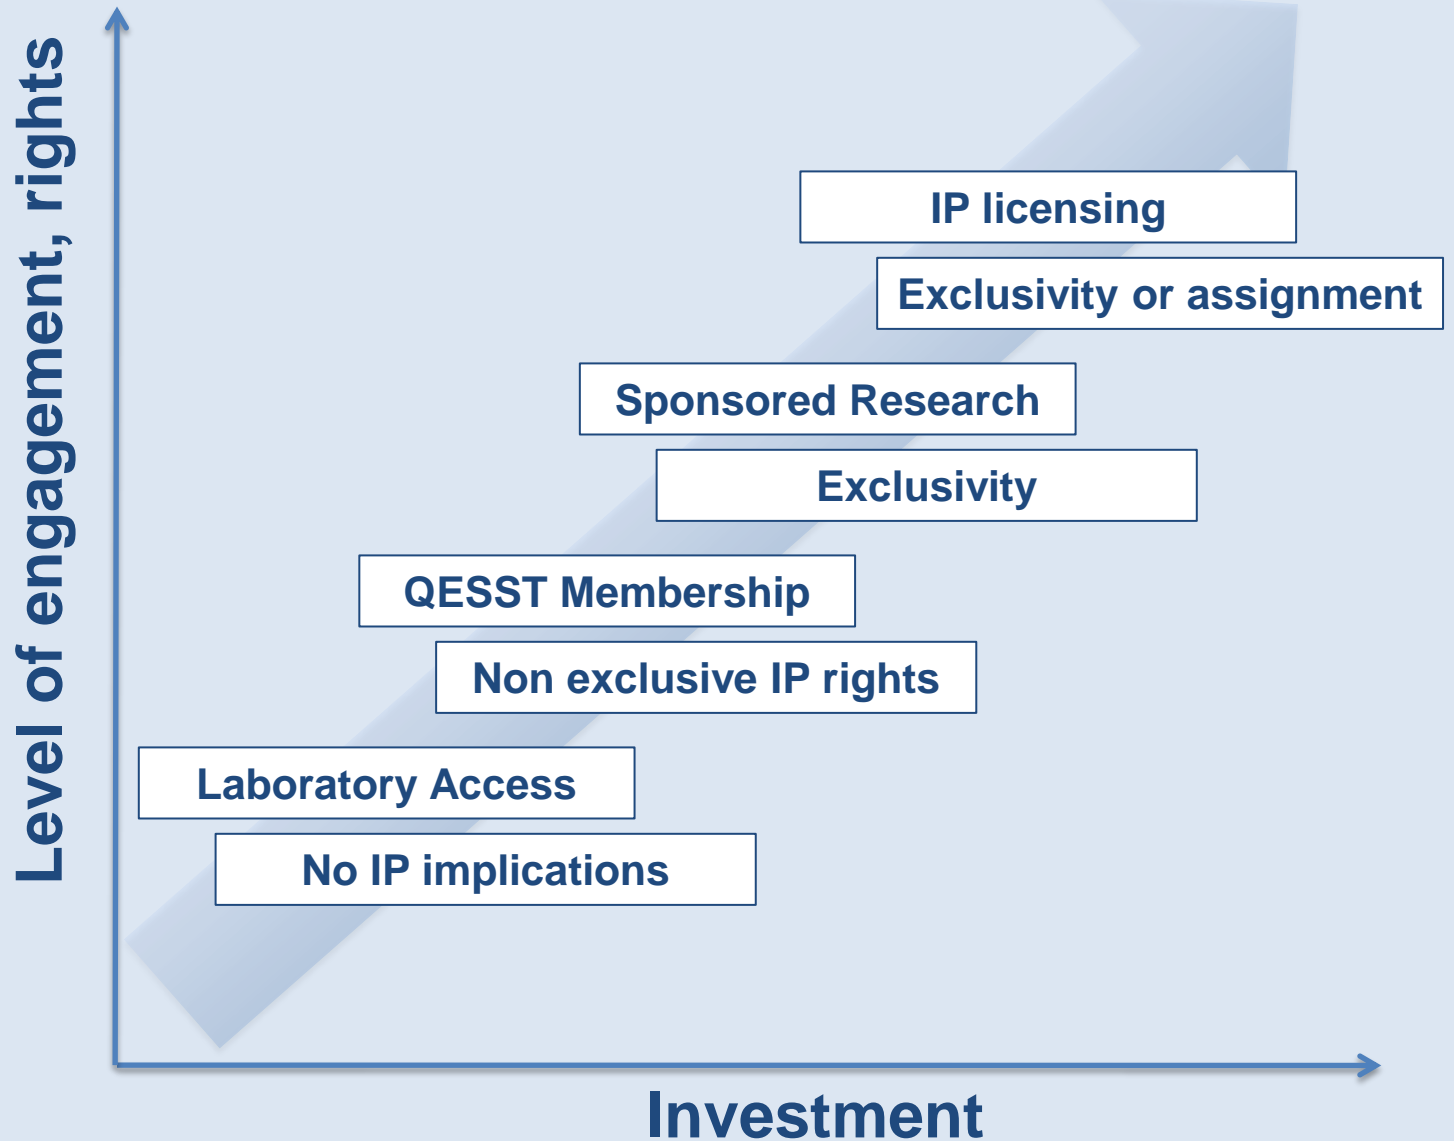 Level of engagement, rights
IP licensing
Exclusivity or assignment
Sponsored Research
Exclusivity
QESST Membership
Non exclusive IP rights
Laboratory Access
No IP implications
Investment